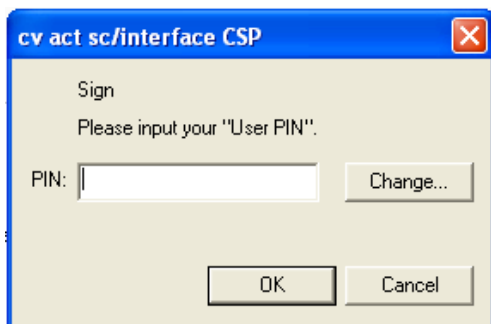 cv act sc/interface CSP
Sign
Please input your "User PIN".
PIN:
Change...
OK
Cancel